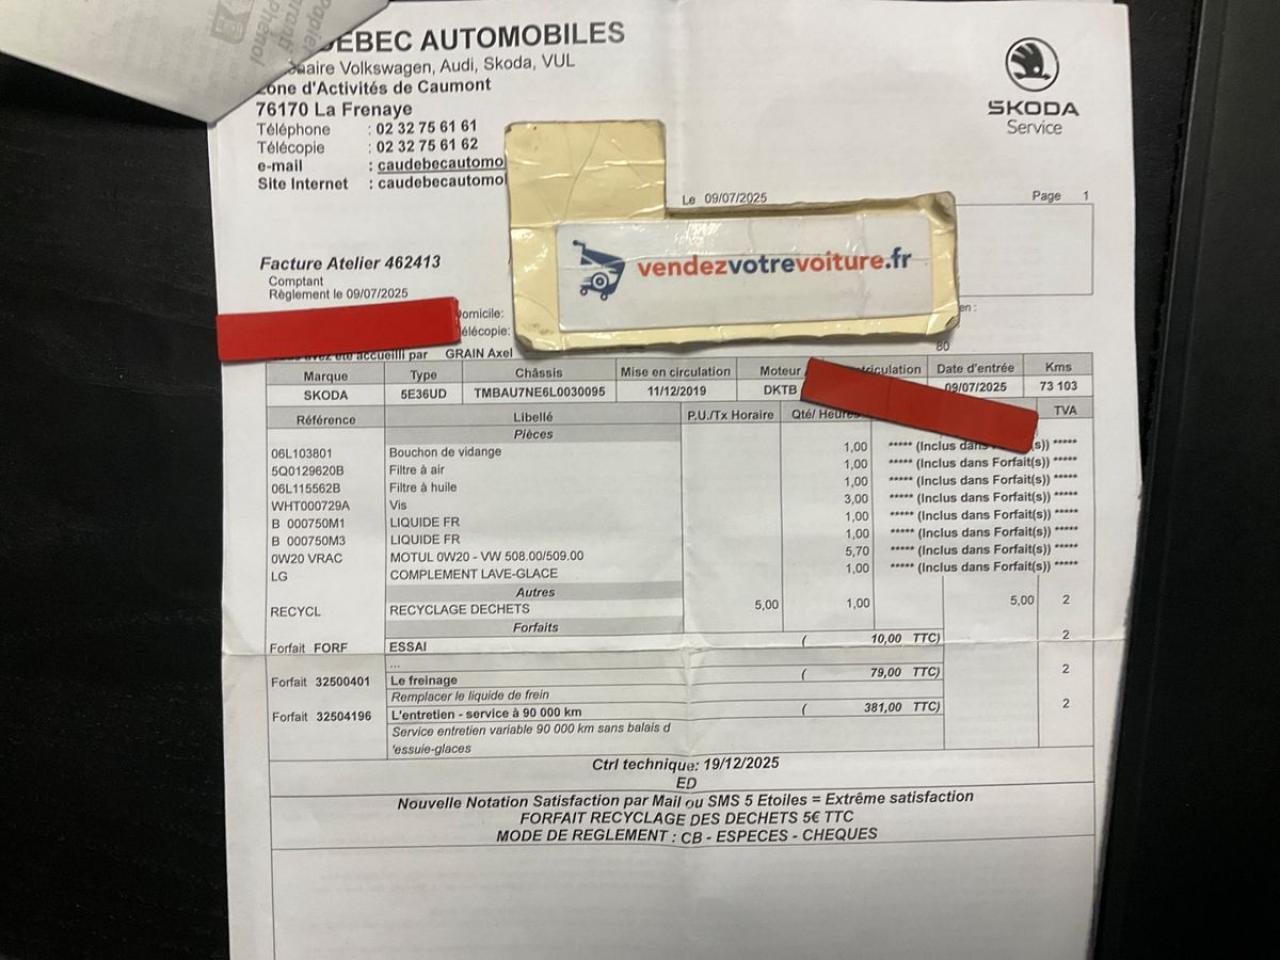 DEBEC AUTOMOBILES
aire Volkswagen, Audi, Skoda, VUL
Zone d'Activités de Caumont
76170 La Frenaye
Téléphone : 02 32 75 61 61
Télécopie : 02 32 75 61 62
e-mail : caudebecautomo
Site Internet : caudebecautomo
SKODA
Service
Le 09/07/2025
Page 1
vendezvotrevoiture.fr
Facture Atelier 462413
Comptant
Règlement le 09/07/2025
omicile:
élécopie:
en :
80
avez été accueilli par GRAIN Axel
Marque Type Châssis Mise en circulation Moteur culation Date d'entrée Kms
SKODA 5E36UD TMBAU7NE6L0030095 11/12/2019 DKTB 09/07/2025 73 103
Référence Libellé P.U./Tx Horaire Qté/ Heures TVA
Pièces
06L103801 Bouchon de vidange 1,00 ***** (Inclus dans s)) *****
5Q0129620B Filtre à air 1,00 ***** (Inclus dans Forfait(s)) *****
06L115562B Filtre à huile 1,00 ***** (Inclus dans Forfait(s)) *****
WHT000729A Vis 3,00 ***** (Inclus dans Forfait(s)) *****
B 000750M1 LIQUIDE FR 1,00 ***** (Inclus dans Forfait(s)) *****
B 000750M3 LIQUIDE FR 1,00 ***** (Inclus dans Forfait(s)) *****
0W20 VRAC MOTUL 0W20 - VW 508.00/509.00 5,70 ***** (Inclus dans Forfait(s)) *****
LG COMPLEMENT LAVE-GLACE 1,00 ***** (Inclus dans Forfait(s)) *****
Autres
RECYCL RECYCLAGE DECHETS 5,00 1,00 5,00 2
Forfaits
Forfait FORF ESSAI ( 10,00 TTC) 2
...
Forfait 32500401 Le freinage ( 79,00 TTC) 2
Remplacer le liquide de frein
Forfait 32504196 L'entretien - service à 90 000 km ( 381,00 TTC) 2
Service entretien variable 90 000 km sans balais d
'essuie-glaces
Ctrl technique: 19/12/2025
ED
Nouvelle Notation Satisfaction par Mail ou SMS 5 Etoiles = Extrême satisfaction
FORFAIT RECYCLAGE DES DECHETS 5€ TTC
MODE DE REGLEMENT : CB - ESPECES - CHEQUES